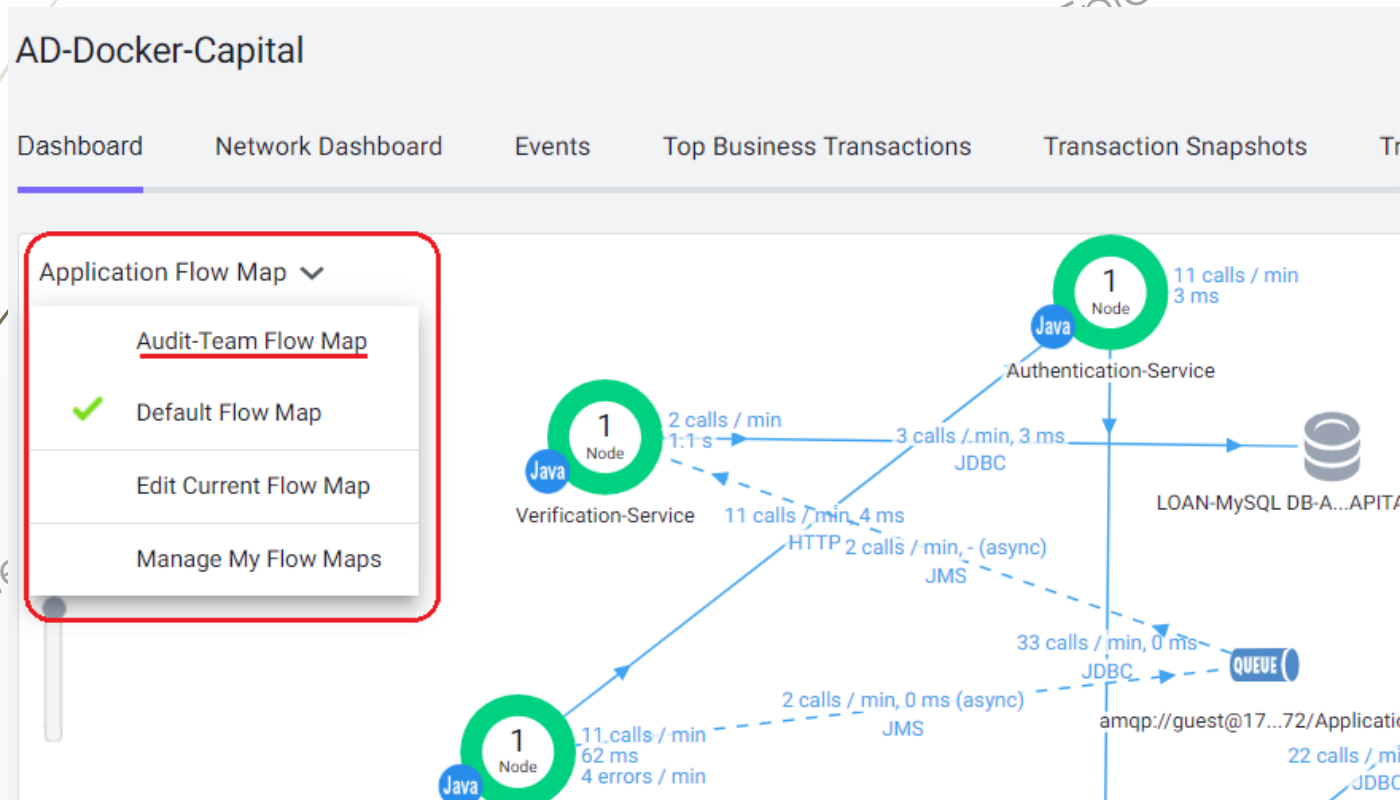 AD-Docker-Capital
Dashboard
Network Dashboard
Events
Top Business Transactions
Transaction Snapshots
Application Flow Map
Audit-Team Flow Map
Default Flow Map
Edit Current Flow Map
Manage My Flow Maps
1
Node
Java
11 calls / min
3 ms
Authentication-Service
1
Node
Java
2 calls / min
1.1 s
Verification-Service
3 calls / min, 3 ms
JDBC
LOAN-MySQL DB-A...APITA
11 calls / min, 4 ms
HTTP
2 calls / min, - (async)
JMS
33 calls / min, 0 ms
JDBC
QUEUE
2 calls / min, 0 ms (async)
JMS
amqp://guest@17...72/Applicatio
1
Node
Java
11 calls / min
62 ms
4 errors / min
22 calls / mi
JDBC